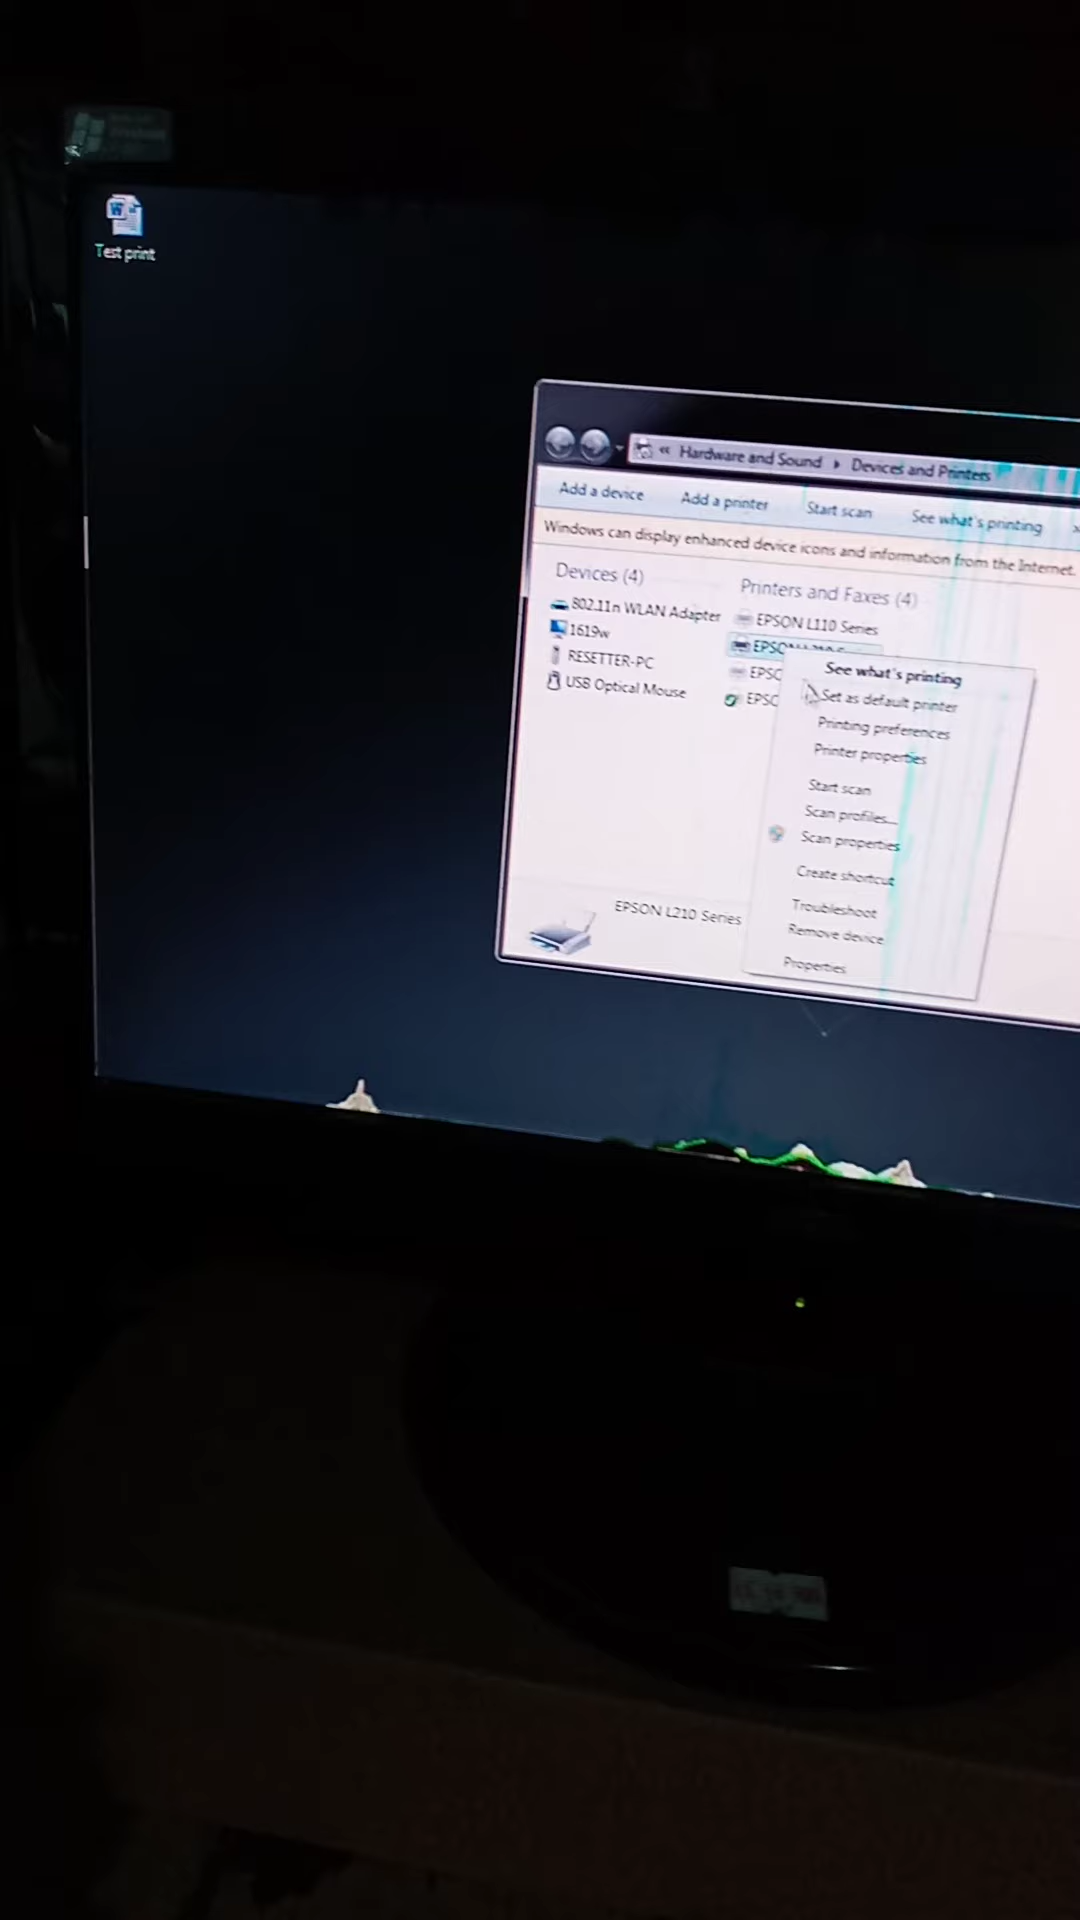 Test print
« Hardware and Sound ▸ Devices and Printers
Add a device Add a printer Start scan See what's printing »
Windows can display enhanced device icons and information from the Internet.
Devices (4)
802.11n WLAN Adapter
1619w
RESETTER-PC
USB Optical Mouse
Printers and Faxes (4)
EPSON L110 Series
EPSON
EPSO
EPSO
See what's printing
Set as default printer
Printing preferences
Printer properties
Start scan
Scan profiles...
Scan properties
Create shortcut
Troubleshoot
Remove device
Properties
EPSON L210 Series